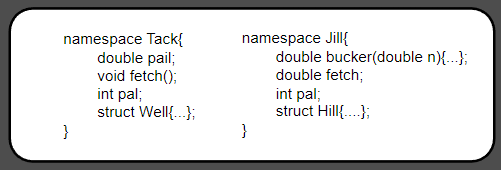 namespace Tack{
double pail;
void fetch();
int pal;
struct Well{...};
}
namespace Jill{
double bucker(double n){...};
double fetch;
int pal;
struct Hill{....};
}